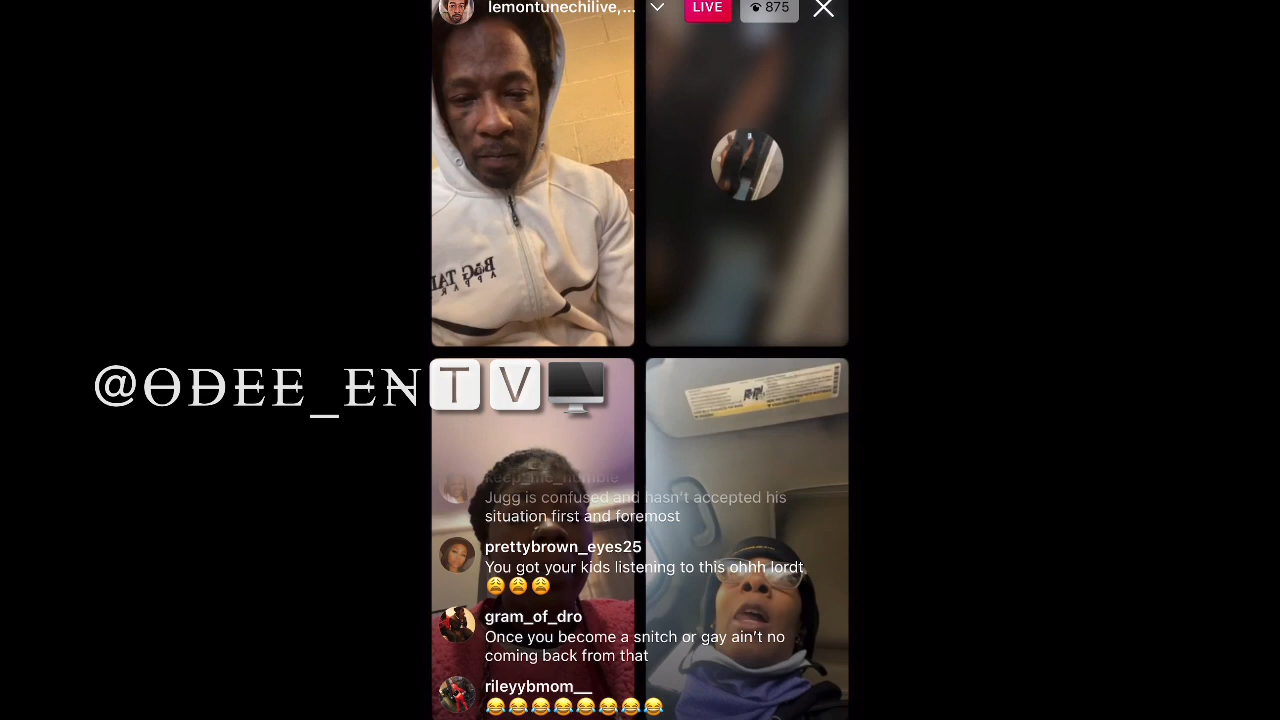 lemontunechilive,...
LIVE
875
@ODEE_EN
T V
keep_me_humble
Jugg is confused and hasn't accepted his
situation first and foremost
prettybrown_eyes25
You got your kids listening to this ohhh lordt
😩😩😩
gram_of_dro
Once you become a snitch or gay ain't no
coming back from that
rileyybmom__
😂😂😂😂😂😂😂😂